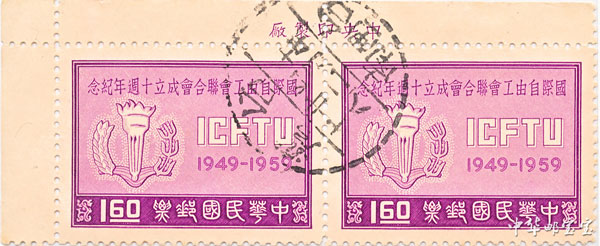 中央印製廠
國際自由工會聯合會成立十週年紀念
ICFTU
1949-1959
中華民國郵票
160
國際自由工會聯合會成立十週年紀念
ICFTU
1949-1959
中華民國郵票
160